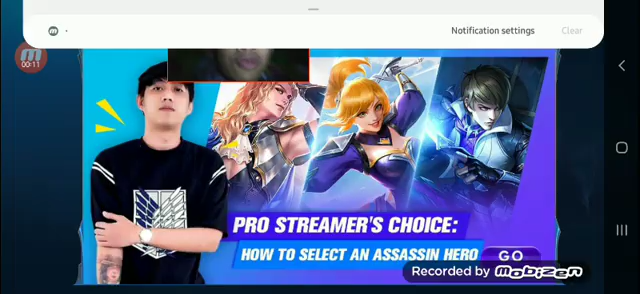 Notification settings
Clear
00:11
PRO STREAMER'S CHOICE:
HOW TO SELECT AN ASSASSIN HERO
GO
Recorded by Mobizen